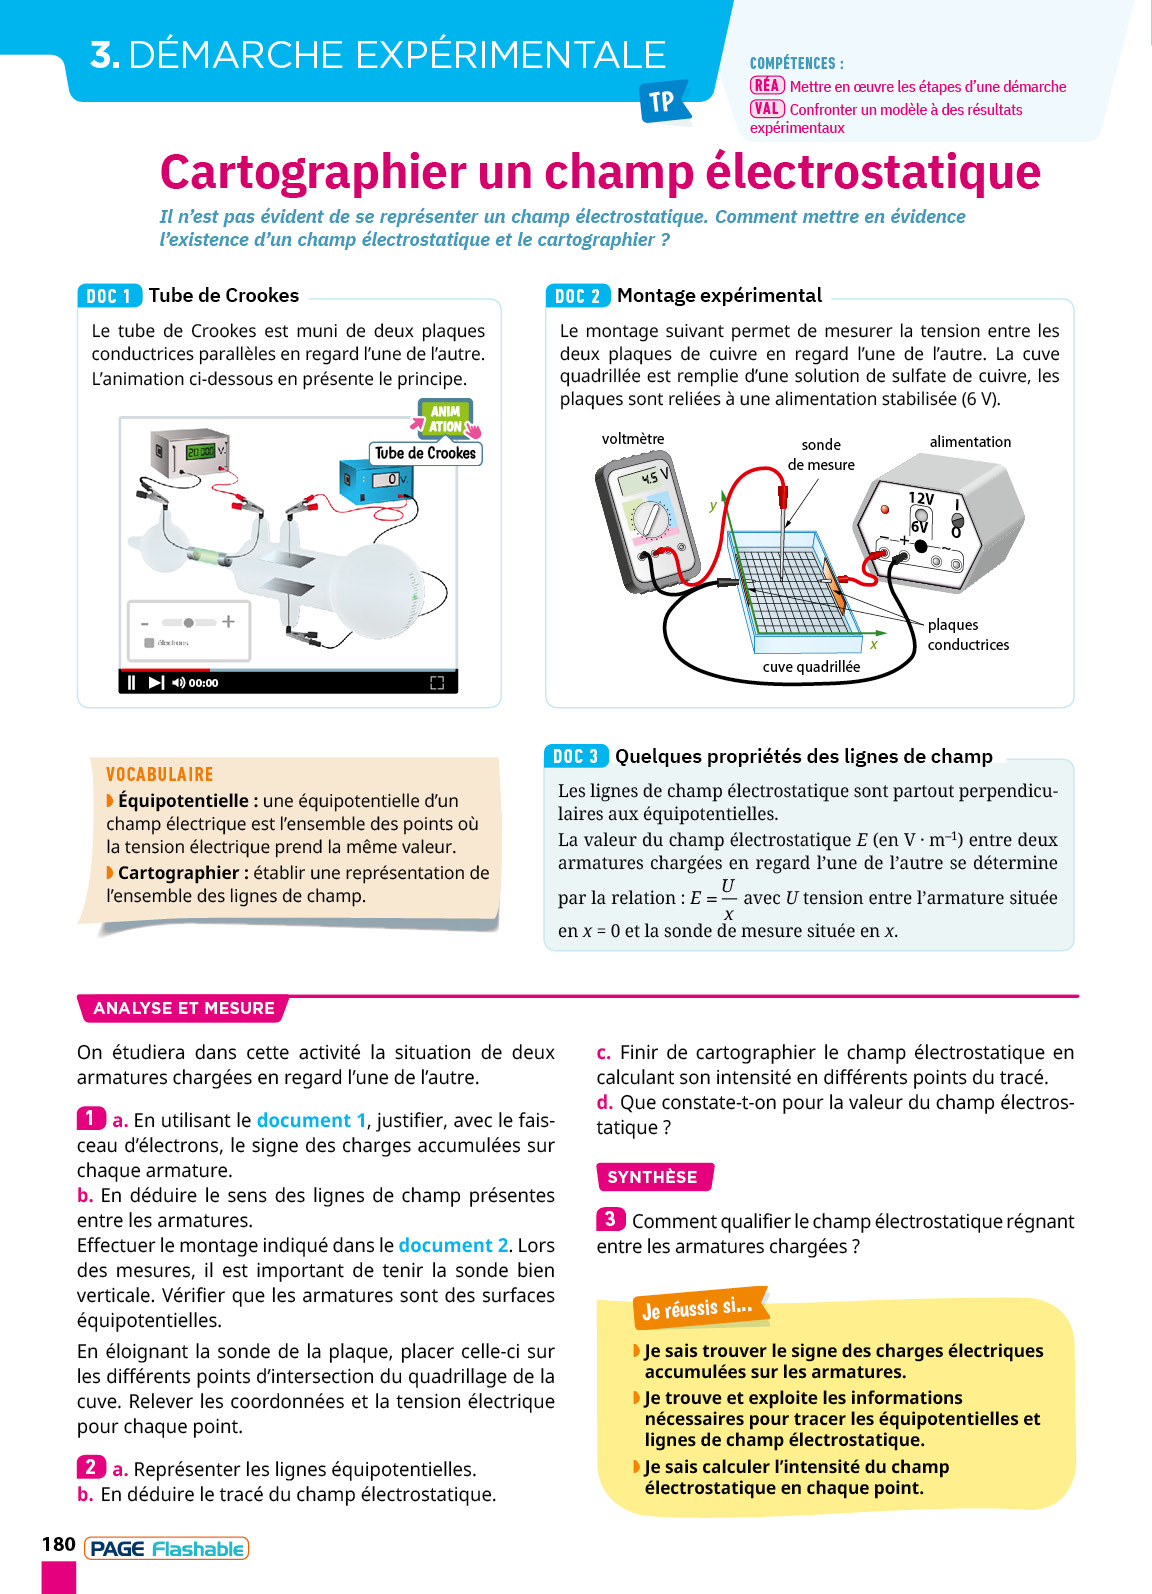 3. DÉMARCHE EXPÉRIMENTALE
TP
COMPÉTENCES :
RÉA Mettre en œuvre les étapes d’une démarche
VAL Confronter un modèle à des résultats
expérimentaux
Cartographier un champ électrostatique
Il n’est pas évident de se représenter un champ électrostatique. Comment mettre en évidence
l’existence d’un champ électrostatique et le cartographier ?
DOC 1 Tube de Crookes
Le tube de Crookes est muni de deux plaques
conductrices parallèles en regard l’une de l’autre.
L’animation ci-dessous en présente le principe.
ANIM
ATION
Tube de Crookes
V.
0 V.
- +
électrons
00:00
DOC 2 Montage expérimental
Le montage suivant permet de mesurer la tension entre les
deux plaques de cuivre en regard l’une de l’autre. La cuve
quadrillée est remplie d’une solution de sulfate de cuivre, les
plaques sont reliées à une alimentation stabilisée (6 V).
voltmètre
sonde
de mesure
alimentation
4.5 V
y
12V
6V
I
O
− + ~
plaques
conductrices
x
cuve quadrillée
VOCABULAIRE
Équipotentielle : une équipotentielle d’un
champ électrique est l’ensemble des points où
la tension électrique prend la même valeur.
Cartographier : établir une représentation de
l’ensemble des lignes de champ.
DOC 3 Quelques propriétés des lignes de champ
Les lignes de champ électrostatique sont partout perpendicu-
laires aux équipotentielles.
La valeur du champ électrostatique E (en V · m⁻¹) entre deux
armatures chargées en regard l’une de l’autre se détermine
par la relation : E = U/x avec U tension entre l’armature située
en x = 0 et la sonde de mesure située en x.
ANALYSE ET MESURE
On étudiera dans cette activité la situation de deux
armatures chargées en regard l’une de l’autre.
1 a. En utilisant le document 1, justifier, avec le fais-
ceau d’électrons, le signe des charges accumulées sur
chaque armature.
b. En déduire le sens des lignes de champ présentes
entre les armatures.
Effectuer le montage indiqué dans le document 2. Lors
des mesures, il est important de tenir la sonde bien
verticale. Vérifier que les armatures sont des surfaces
équipotentielles.
En éloignant la sonde de la plaque, placer celle-ci sur
les différents points d’intersection du quadrillage de la
cuve. Relever les coordonnées et la tension électrique
pour chaque point.
2 a. Représenter les lignes équipotentielles.
b. En déduire le tracé du champ électrostatique.
c. Finir de cartographier le champ électrostatique en
calculant son intensité en différents points du tracé.
d. Que constate-t-on pour la valeur du champ électros-
tatique ?
SYNTHÈSE
3 Comment qualifier le champ électrostatique régnant
entre les armatures chargées ?
Je réussis si...
Je sais trouver le signe des charges électriques
accumulées sur les armatures.
Je trouve et exploite les informations
nécessaires pour tracer les équipotentielles et
lignes de champ électrostatique.
Je sais calculer l’intensité du champ
électrostatique en chaque point.
180 PAGE Flashable